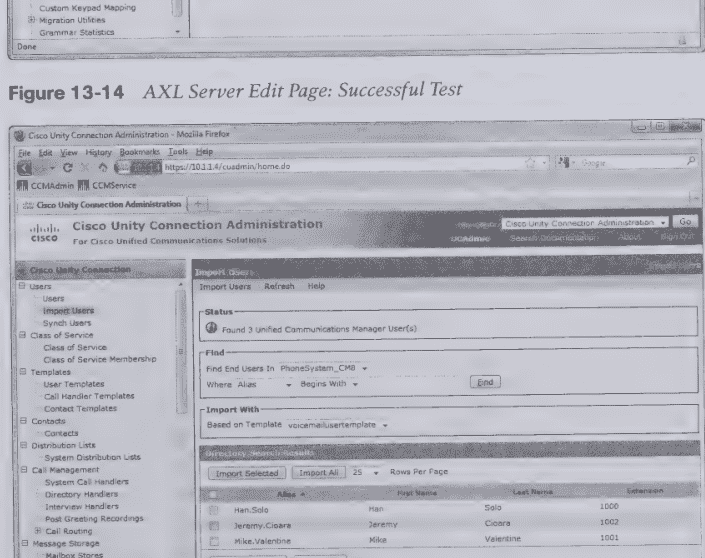 Custom Keypad Mapping
Migration Utilities
Grammar Statistics
Done
Figure 13-14 AXL Server Edit Page: Successful Test
Cisco Unity Connection Administration - Mozilla Firefox
File Edit View History Bookmarks Tools Help
https://10.1.1.4/cuadmin/home.do
Google
CCMAdmin CCMService
Cisco Unity Connection Administration
Cisco Unity Connection Administration
Cisco Unity Connection Administration Go
CISCO
For Cisco Unified Communications Solutions
UCAdmin Search Documentation About Sign Out
Cisco Unity Connection
Users
Users
Import Users
Synch Users
Class of Service
Class of Service
Class of Service Membership
Templates
User Templates
Call Handler Templates
Contact Templates
Contacts
Contacts
Distribution Lists
System Distribution Lists
Call Management
System Call Handlers
Directory Handlers
Interview Handlers
Post Greeting Recordings
Call Routing
Message Storage
Mailbox Stores
Import Users
Import Users Refresh Help
Status
Found 3 Unified Communications Manager User(s)
Find
Find End Users In PhoneSystem_CM8
Where Alias Begins With Find
Import With
Based on Template voicemailusertemplate
Directory Search Results
Import Selected Import All 25 Rows Per Page
Alias First Name Last Name Extension
Han.Solo Han Solo 1000
Jeremy.Cioara Jeremy Cioara 1002
Mike.Valentine Mike Valentine 1001